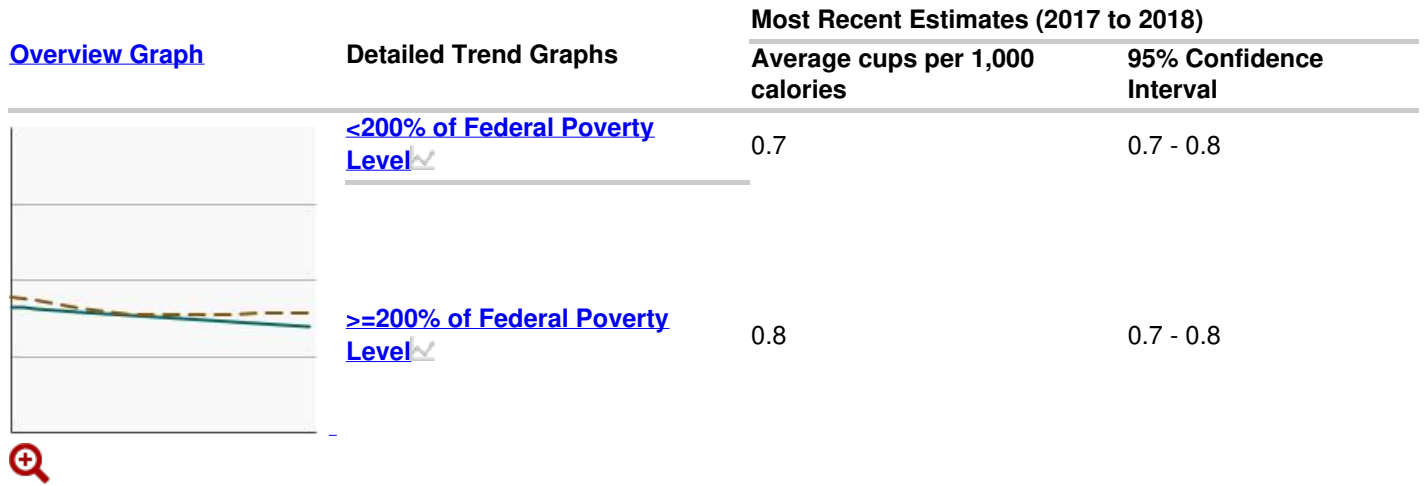 Most Recent Estimates (2017 to 2018)
Overview Graph
Detailed Trend Graphs
Average cups per 1,000
calories
95% Confidence
Interval
<200% of Federal Poverty
Level
0.7
0.7 - 0.8
>=200% of Federal Poverty
Level
0.8
0.7 - 0.8